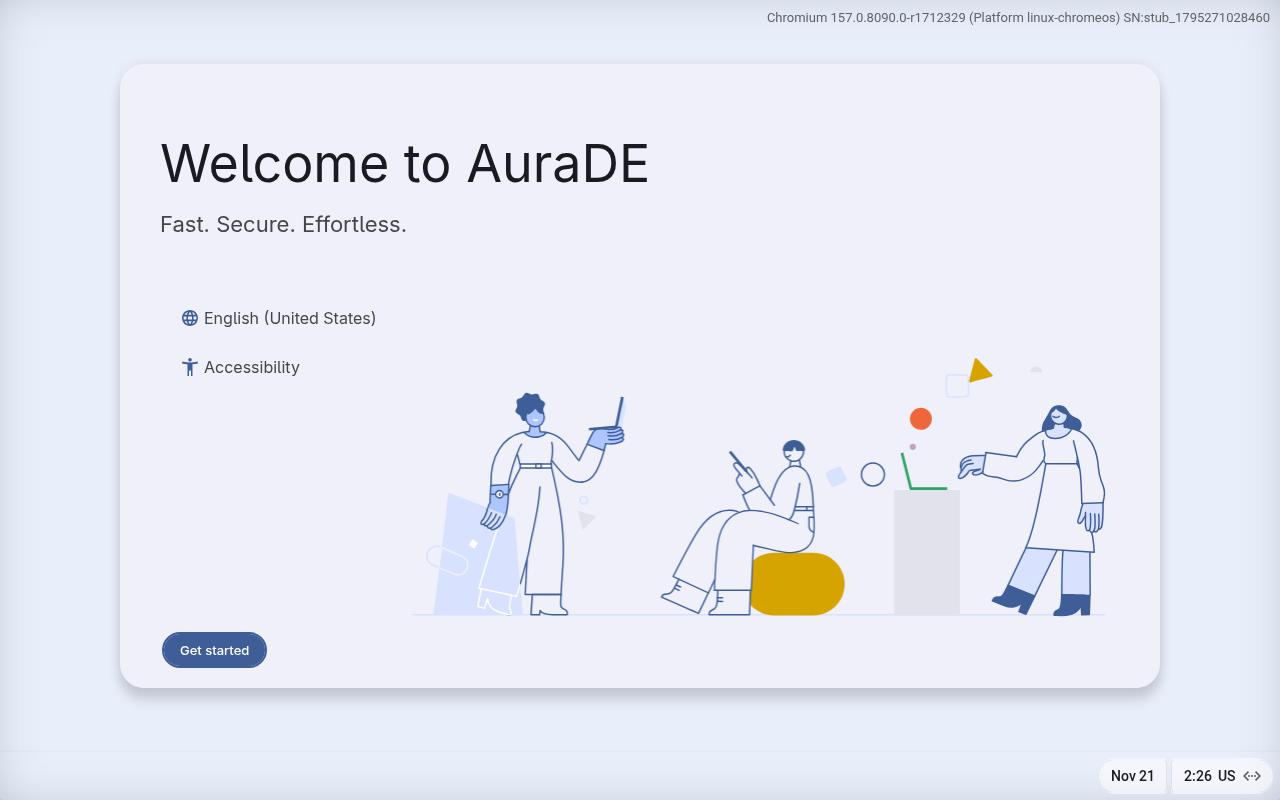 Chromium 157.0.8090.0-r1712329 (Platform linux-chromeos) SN:stub_1795271028460
Welcome to AuraDE
Fast. Secure. Effortless.
English (United States)
Accessibility
Get started
Nov 21
2:26 US